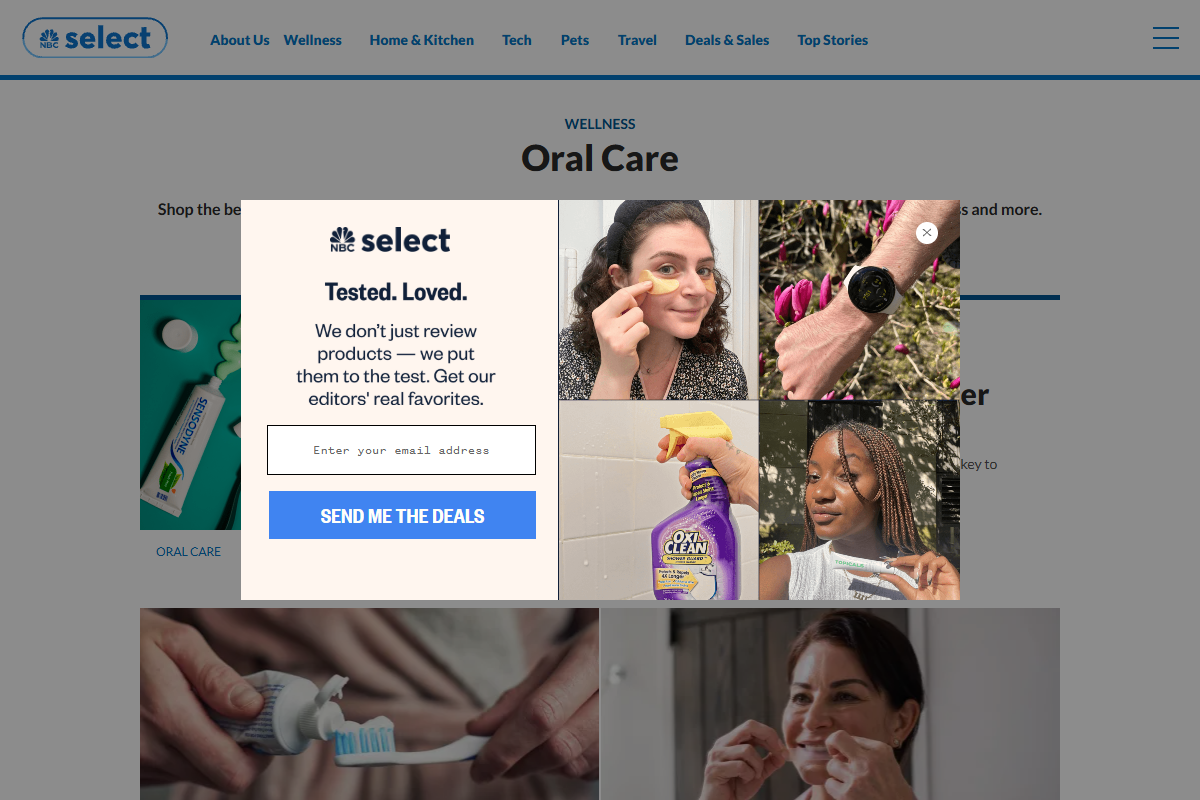 NBC select
About Us Wellness Home & Kitchen Tech Pets Travel Deals & Sales Top Stories
WELLNESS
Oral Care
Shop the be
s and more.
NBC select
Tested. Loved.
We don't just review
products — we put
them to the test. Get our
editors' real favorites.
Enter your email address
SEND ME THE DEALS
SENSODYNE
er
key to
ORAL CARE
OXI
CLEAN
SHOWER GUARD
TOPICALS